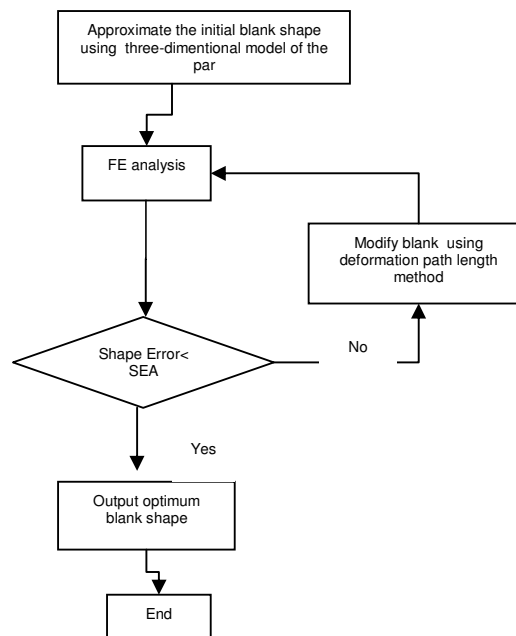 Approximate the initial blank shape
using three-dimentional model of the
par
FE analysis
Modify blank using
deformation path length
method
Shape Error<
SEA
No
Yes
Output optimum
blank shape
End